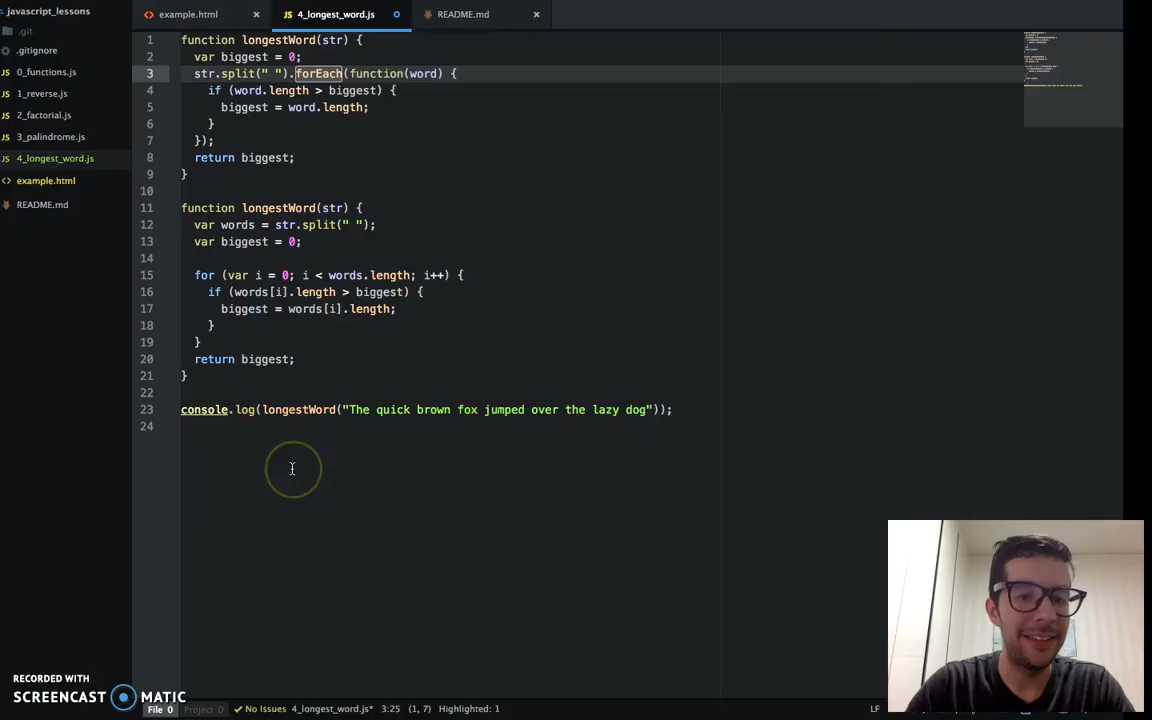 javascript_lessons
.git
.gitignore
0_functions.js
1_reverse.js
2_factorial.js
3_palindrome.js
4_longest_word.js
example.html
README.md
example.html
4_longest_word.js
README.md
1 function longestWord(str) {
2 var biggest = 0;
3 str.split(" ").forEach(function(word) {
4 if (word.length > biggest) {
5 biggest = word.length;
6 }
7 });
8 return biggest;
9 }
10
11 function longestWord(str) {
12 var words = str.split(" ");
13 var biggest = 0;
14
15 for (var i = 0; i < words.length; i++) {
16 if (words[i].length > biggest) {
17 biggest = words[i].length;
18 }
19 }
20 return biggest;
21 }
22
23 console.log(longestWord("The quick brown fox jumped over the lazy dog"));
24
RECORDED WITH
SCREENCAST MATIC
File 0 Project 0 No Issues 4_longest_word.js* 3:25 (1, 7) Highlighted: 1 LF